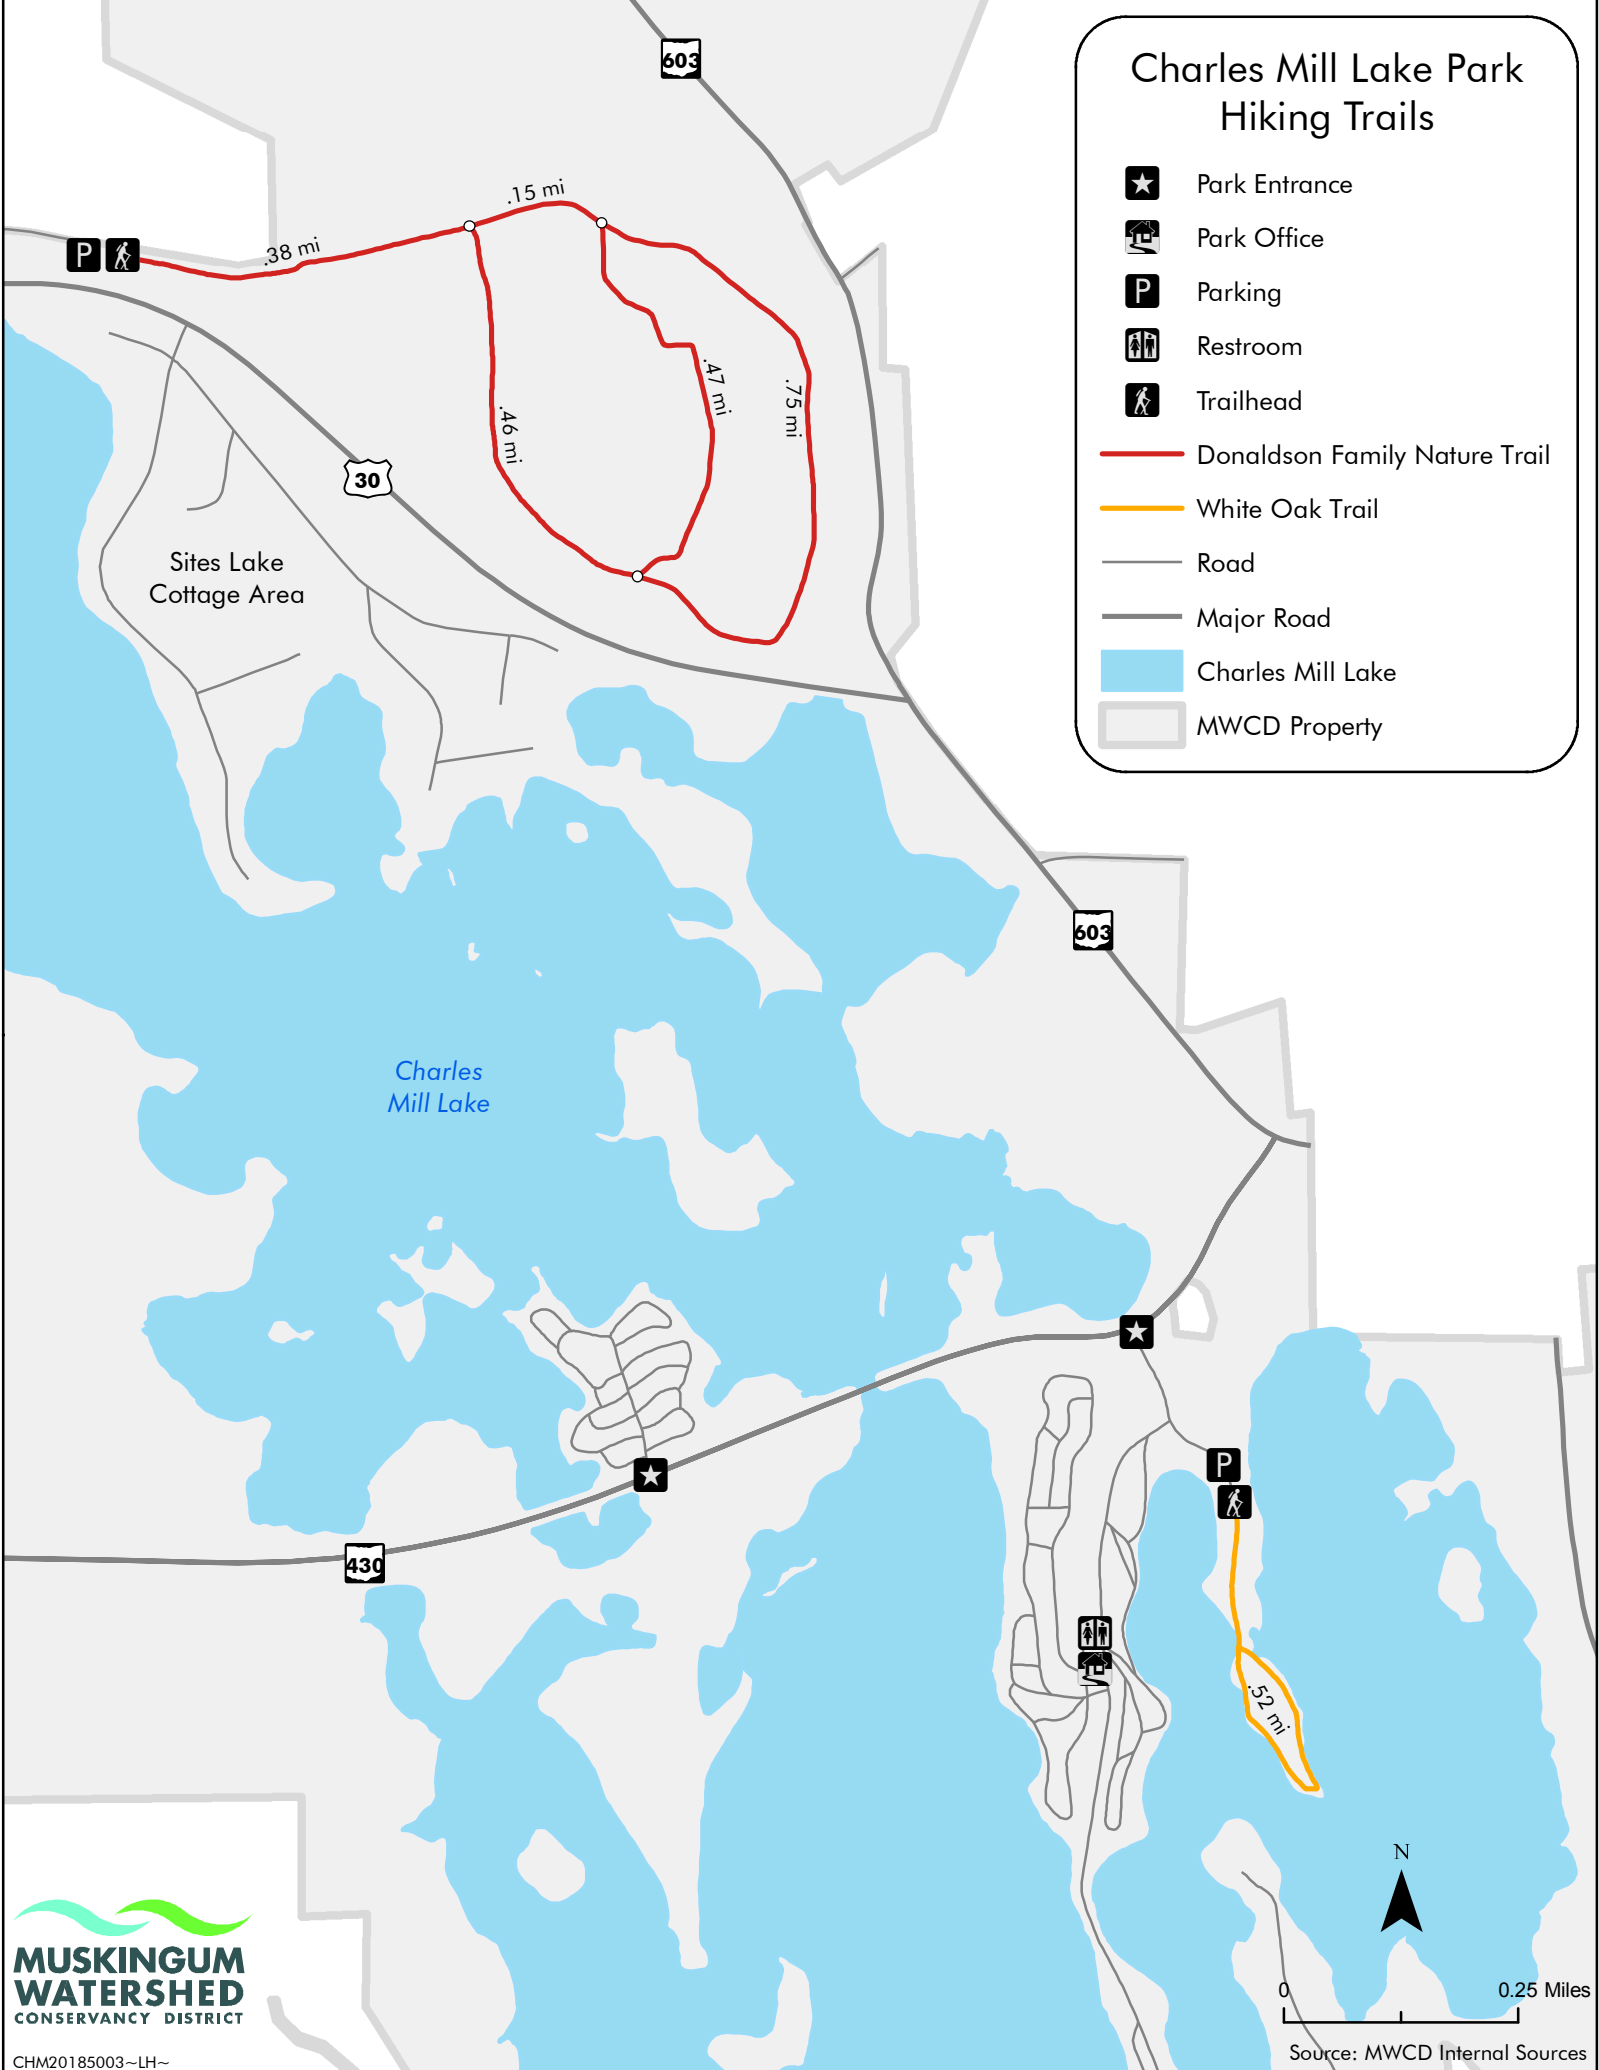 Charles Mill Lake Park
Hiking Trails
Park Entrance
Park Office
P
Parking
Restroom
Trailhead
Donaldson Family Nature Trail
White Oak Trail
Road
Major Road
Charles Mill Lake
MWCD Property
603
.15 mi
P
.38 mi
.47 mi
.75 mi
.46 mi
30
Sites Lake
Cottage Area
603
Charles
Mill Lake
P
430
.52 mi
N
MUSKINGUM
WATERSHED
CONSERVANCY DISTRICT
0
0.25 Miles
Source: MWCD Internal Sources
CHM20185003~LH~